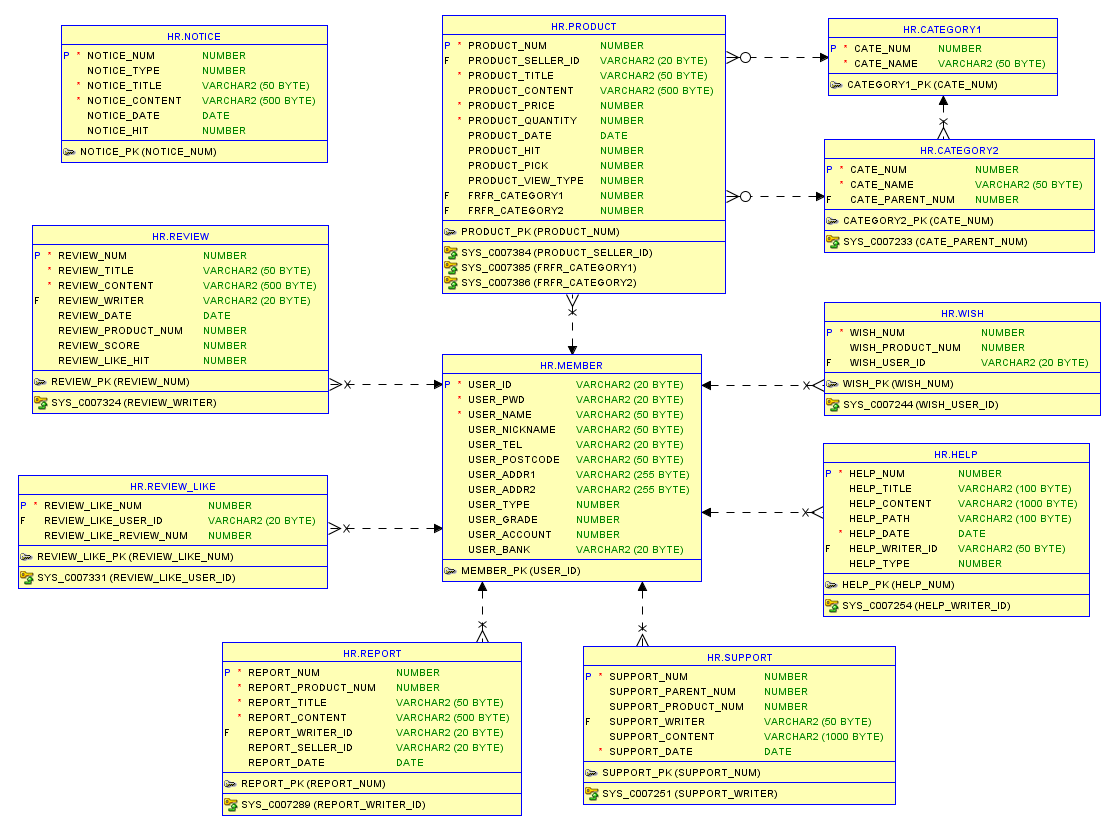 HR.NOTICE
P * NOTICE_NUM NUMBER
NOTICE_TYPE NUMBER
* NOTICE_TITLE VARCHAR2 (50 BYTE)
* NOTICE_CONTENT VARCHAR2 (500 BYTE)
NOTICE_DATE DATE
NOTICE_HIT NUMBER
NOTICE_PK (NOTICE_NUM)
HR.PRODUCT
P * PRODUCT_NUM NUMBER
F PRODUCT_SELLER_ID VARCHAR2 (20 BYTE)
* PRODUCT_TITLE VARCHAR2 (50 BYTE)
PRODUCT_CONTENT VARCHAR2 (500 BYTE)
* PRODUCT_PRICE NUMBER
* PRODUCT_QUANTITY NUMBER
PRODUCT_DATE DATE
PRODUCT_HIT NUMBER
PRODUCT_PICK NUMBER
PRODUCT_VIEW_TYPE NUMBER
F FRFR_CATEGORY1 NUMBER
F FRFR_CATEGORY2 NUMBER
PRODUCT_PK (PRODUCT_NUM)
SYS_C007384 (PRODUCT_SELLER_ID)
SYS_C007385 (FRFR_CATEGORY1)
SYS_C007386 (FRFR_CATEGORY2)
HR.CATEGORY1
P * CATE_NUM NUMBER
* CATE_NAME VARCHAR2 (50 BYTE)
CATEGORY1_PK (CATE_NUM)
HR.CATEGORY2
P * CATE_NUM NUMBER
* CATE_NAME VARCHAR2 (50 BYTE)
F CATE_PARENT_NUM NUMBER
CATEGORY2_PK (CATE_NUM)
SYS_C007233 (CATE_PARENT_NUM)
HR.REVIEW
P * REVIEW_NUM NUMBER
* REVIEW_TITLE VARCHAR2 (50 BYTE)
* REVIEW_CONTENT VARCHAR2 (500 BYTE)
F REVIEW_WRITER VARCHAR2 (20 BYTE)
REVIEW_DATE DATE
REVIEW_PRODUCT_NUM NUMBER
REVIEW_SCORE NUMBER
REVIEW_LIKE_HIT NUMBER
REVIEW_PK (REVIEW_NUM)
SYS_C007324 (REVIEW_WRITER)
HR.MEMBER
P * USER_ID VARCHAR2 (20 BYTE)
* USER_PWD VARCHAR2 (20 BYTE)
* USER_NAME VARCHAR2 (50 BYTE)
USER_NICKNAME VARCHAR2 (50 BYTE)
USER_TEL VARCHAR2 (20 BYTE)
USER_POSTCODE VARCHAR2 (50 BYTE)
USER_ADDR1 VARCHAR2 (255 BYTE)
USER_ADDR2 VARCHAR2 (255 BYTE)
USER_TYPE NUMBER
USER_GRADE NUMBER
USER_ACCOUNT NUMBER
USER_BANK VARCHAR2 (20 BYTE)
MEMBER_PK (USER_ID)
HR.WISH
P * WISH_NUM NUMBER
WISH_PRODUCT_NUM NUMBER
F WISH_USER_ID VARCHAR2 (20 BYTE)
WISH_PK (WISH_NUM)
SYS_C007244 (WISH_USER_ID)
HR.HELP
P * HELP_NUM NUMBER
HELP_TITLE VARCHAR2 (100 BYTE)
HELP_CONTENT VARCHAR2 (1000 BYTE)
HELP_PATH VARCHAR2 (100 BYTE)
* HELP_DATE DATE
F HELP_WRITER_ID VARCHAR2 (50 BYTE)
HELP_TYPE NUMBER
HELP_PK (HELP_NUM)
SYS_C007254 (HELP_WRITER_ID)
HR.REVIEW_LIKE
P * REVIEW_LIKE_NUM NUMBER
F REVIEW_LIKE_USER_ID VARCHAR2 (20 BYTE)
REVIEW_LIKE_REVIEW_NUM NUMBER
REVIEW_LIKE_PK (REVIEW_LIKE_NUM)
SYS_C007331 (REVIEW_LIKE_USER_ID)
HR.REPORT
P * REPORT_NUM NUMBER
* REPORT_PRODUCT_NUM NUMBER
* REPORT_TITLE VARCHAR2 (50 BYTE)
* REPORT_CONTENT VARCHAR2 (500 BYTE)
F REPORT_WRITER_ID VARCHAR2 (20 BYTE)
REPORT_SELLER_ID VARCHAR2 (20 BYTE)
REPORT_DATE DATE
REPORT_PK (REPORT_NUM)
SYS_C007289 (REPORT_WRITER_ID)
HR.SUPPORT
P * SUPPORT_NUM NUMBER
SUPPORT_PARENT_NUM NUMBER
SUPPORT_PRODUCT_NUM NUMBER
F SUPPORT_WRITER VARCHAR2 (50 BYTE)
SUPPORT_CONTENT VARCHAR2 (1000 BYTE)
* SUPPORT_DATE DATE
SUPPORT_PK (SUPPORT_NUM)
SYS_C007251 (SUPPORT_WRITER)